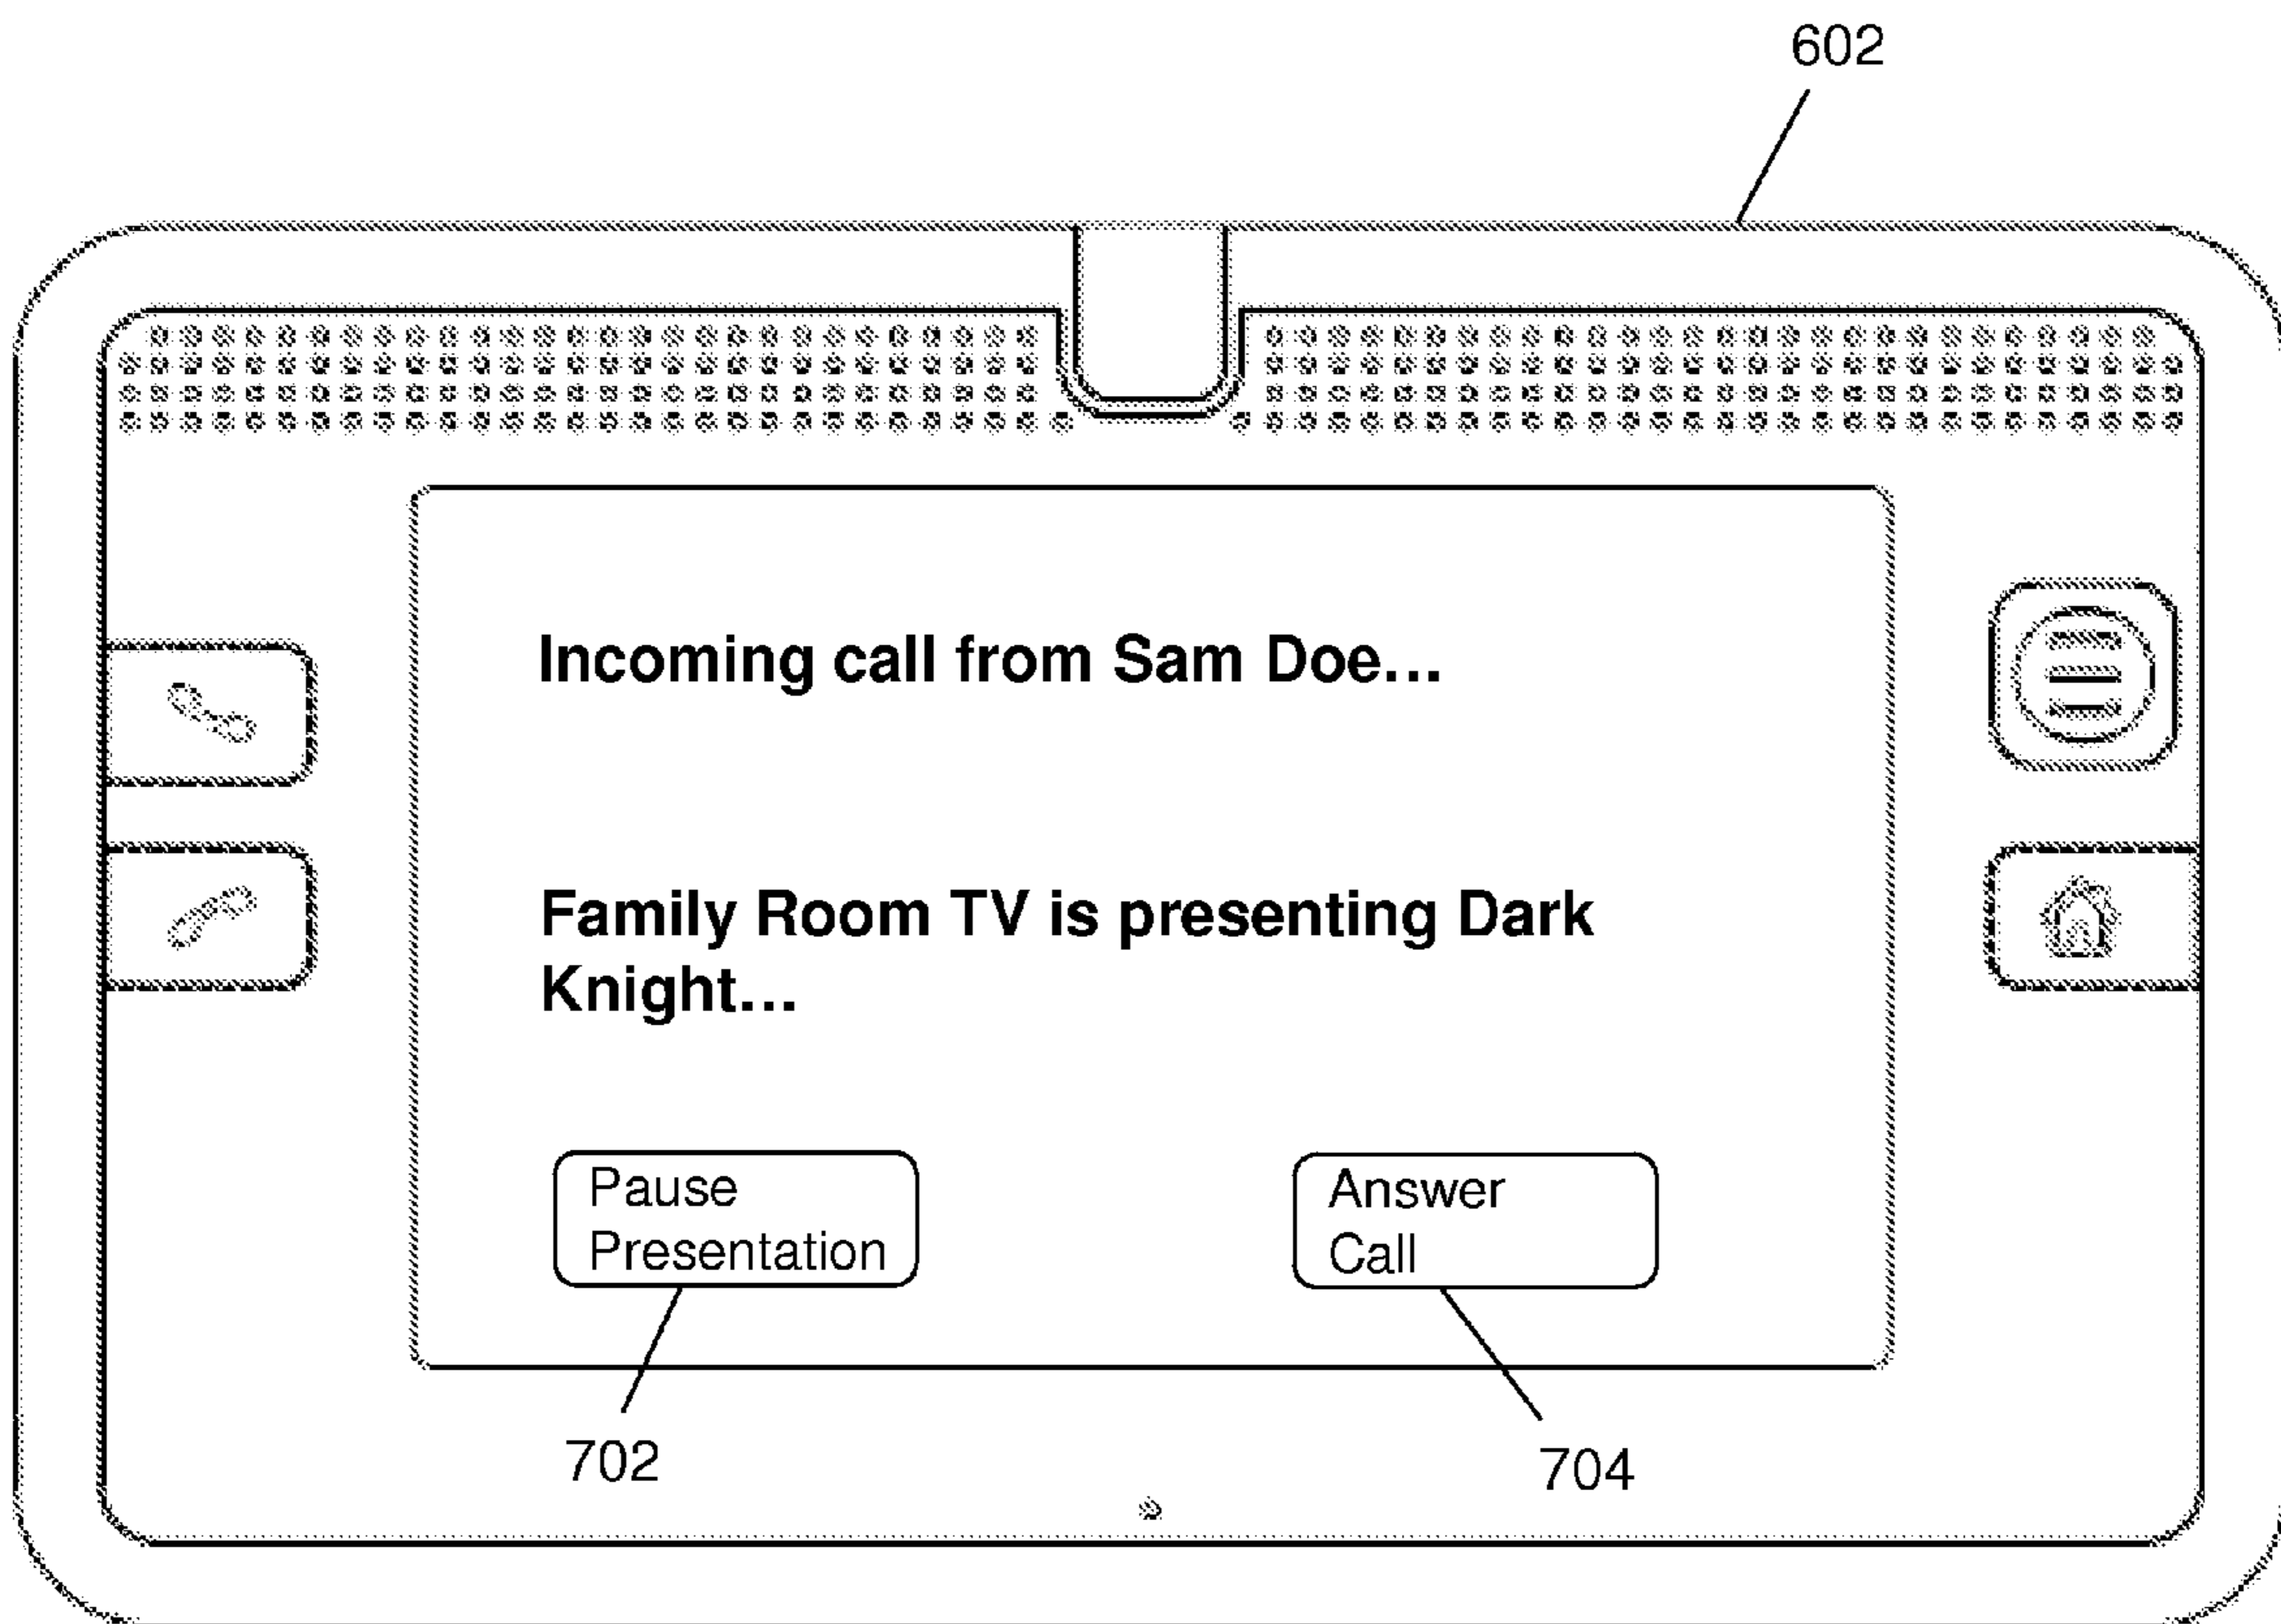 602
Incoming call from Sam Doe...
Family Room TV is presenting Dark
Knight...
Pause
Presentation
Answer
Call
702
704